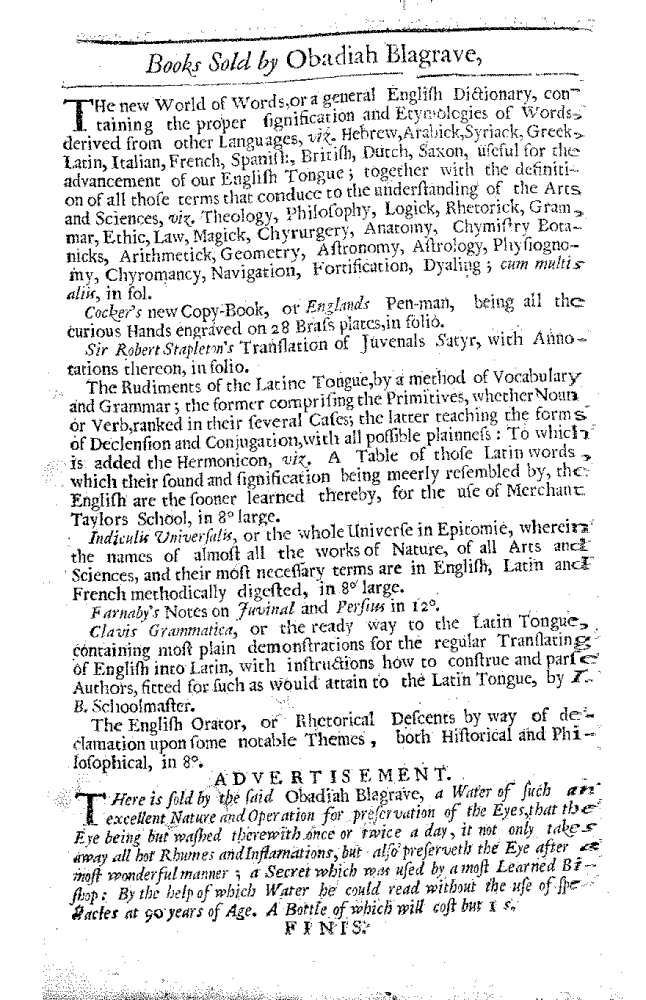 Books Sold by Obadiah Blagrave,
THe new World of Words, or a general Engliſh Dictionary, con-
taining the proper ſignification and Etymologies of Words,
derived from other Languages, viz. Hebrew, Arabick, Syriack, Greek,
Latin, Italian, French, Spaniſh, Britiſh, Dutch, Saxon, uſeful for the
advancement of our Engliſh Tongue; together with the definiti-
on of all thoſe terms that conduce to the underſtanding of the Arts
and Sciences, viz. Theology, Philoſophy, Logick, Rhetorick, Gram,
mar, Ethic, Law, Magick, Chyrurgery, Anatomy, Chymiſtry Bota-
nicks, Arithmetick, Geometry, Aſtronomy, Aſtrology, Phyſiogno-
my, Chyromancy, Navigation, Fortification, Dyaling; cum multis
aliis, in fol.
Cocker's new Copy-Book, or Englands Pen-man, being all the
curious Hands engraved on 28 Braſs plates, in folio.
Sir Robert Stapleton's Tranſlation of Juvenals Satyr, with Anno-
tations thereon, in folio.
The Rudiments of the Latine Tongue, by a method of Vocabulary
and Grammar; the former compriſing the Primitives, whether Noun
or Verb, ranked in their ſeveral Caſes; the latter teaching the forms
of Declenſion and Conjugation, with all poſſible plainneſs: To which
is added the Hermonicon, viz. A Table of thoſe Latin words,
which their ſound and ſignification being meerly reſembled by, the
Engliſh are the ſooner learned thereby, for the uſe of Merchant
Taylors School, in 8° large.
Indiculis Univerſalis, or the whole Univerſe in Epitomie, wherein
the names of almoſt all the works of Nature, of all Arts and
Sciences, and their moſt neceſſary terms are in Engliſh, Latin and
French methodically digeſted, in 8° large.
Farnaby's Notes on Juvinal and Perſius in 12°.
Clavis Grammatica, or the ready way to the Latin Tongue,
containing moſt plain demonſtrations for the regular Tranſlating
of Engliſh into Latin, with inſtructions how to conſtrue and parſe
Authors, fitted for ſuch as would attain to the Latin Tongue, by I.
B. Schoolmaſter.
The Engliſh Orator, or Rhetorical Deſcents by way of de-
clamation upon ſome notable Themes, both Hiſtorical and Phi-
loſophical, in 8°.
ADVERTISEMENT.
THere is ſold by the ſaid Obadiah Blagrave, a Water of ſuch an
excellent Nature and Operation for preſervation of the Eyes, that the
Eye being but waſhed therewith once or twice a day, it not only takes
away all hot Rhumes and Inflamations, but alſo preſerveth the Eye after a
moſt wonderful manner; a Secret which was uſed by a moſt Learned Bi-
ſhop: By the help of which Water he could read without the uſe of ſpe-
ctacles at 90 years of Age. A Bottle of which will coſt but 1 s.
FINIS.